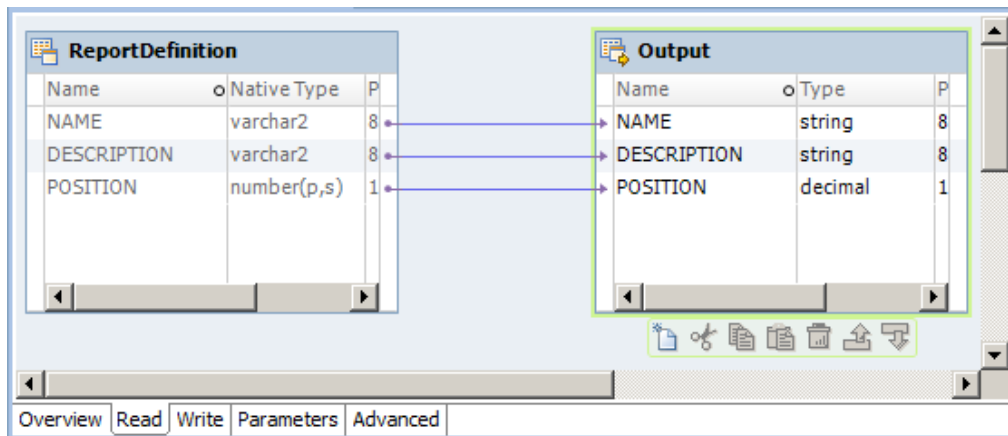 ReportDefinition
Name Native Type P
NAME varchar2 8
DESCRIPTION varchar2 8
POSITION number(p,s) 1
Output
Name Type P
NAME string 8
DESCRIPTION string 8
POSITION decimal 1
Overview Read Write Parameters Advanced